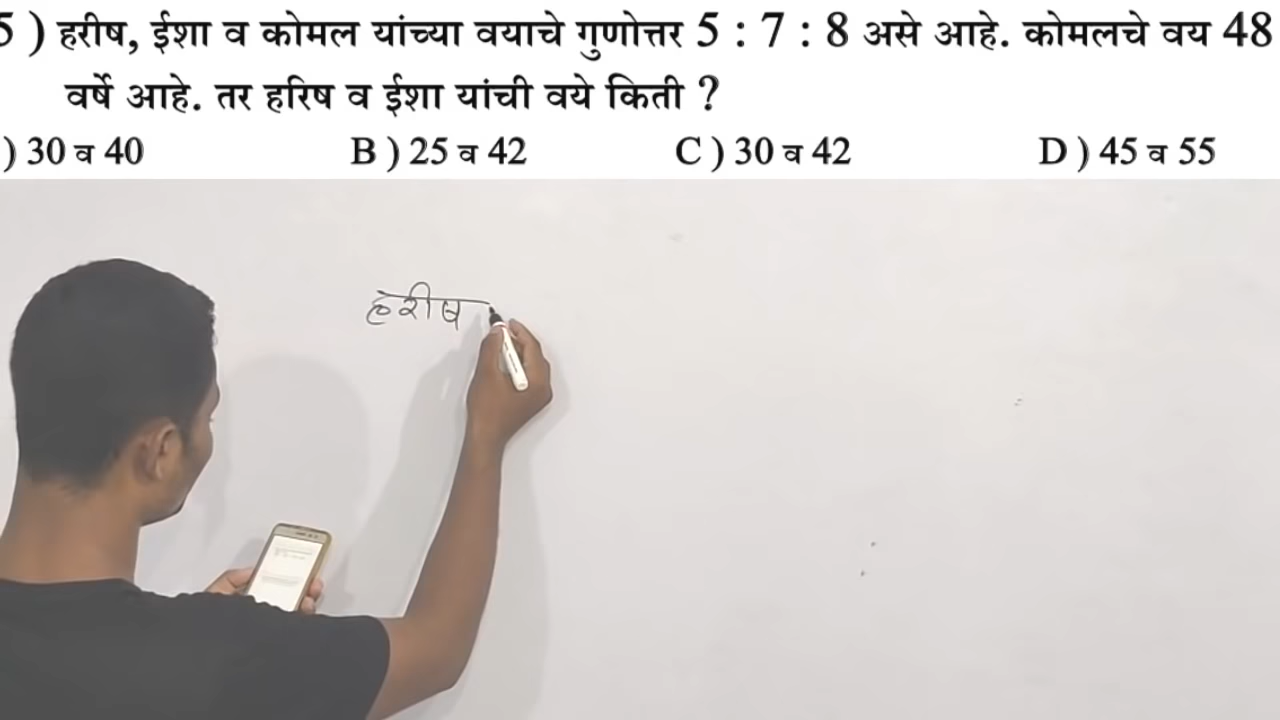 5 ) हरीष, ईशा व कोमल यांच्या वयाचे गुणोत्तर 5 : 7 : 8 असे आहे. कोमलचे वय 48
वर्षे आहे. तर हरिष व ईशा यांची वये किती ?
) 30 व 40 B ) 25 व 42 C ) 30 व 42 D ) 45 व 55
हरीष